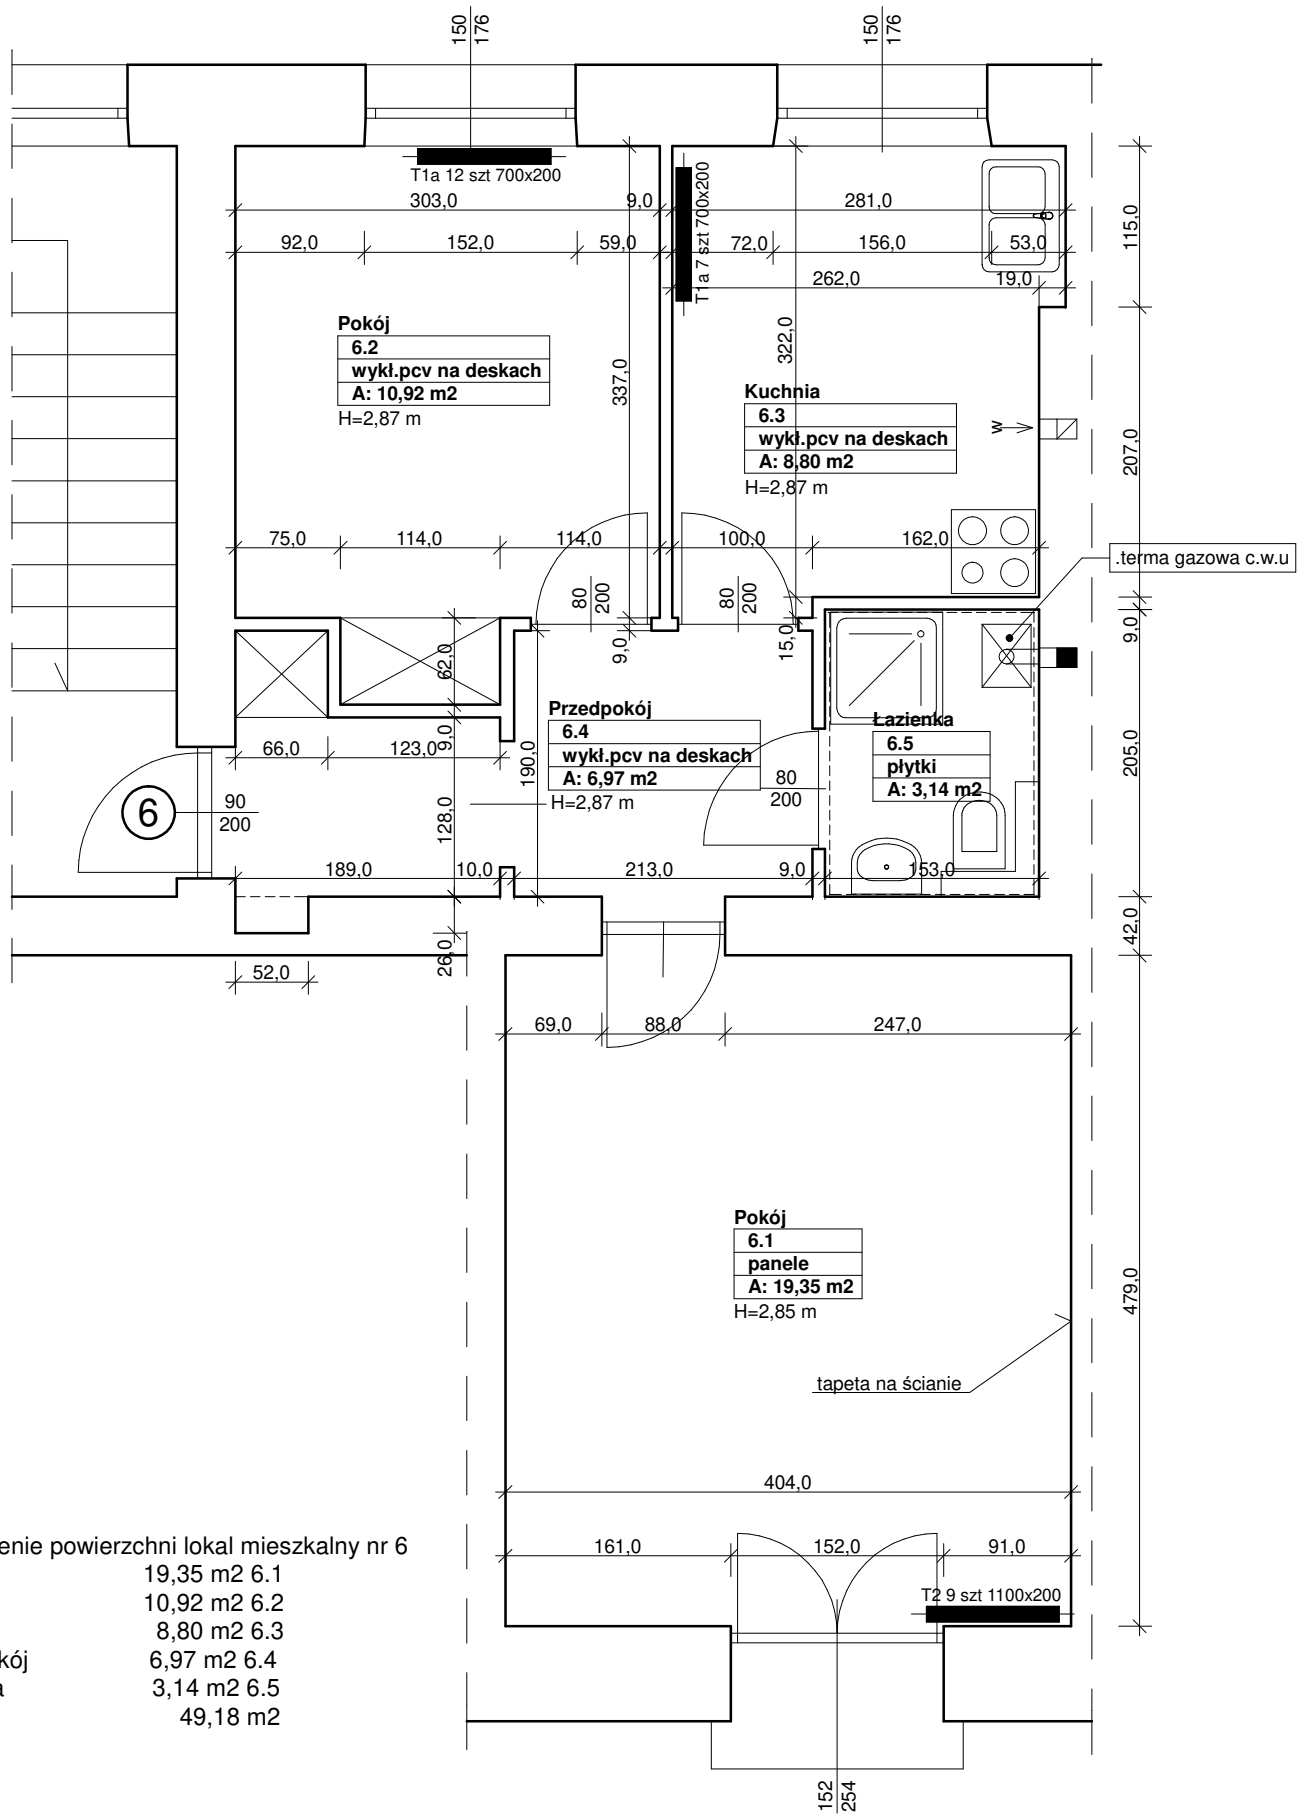 150
176
150
176
T1a 12 szt 700x200
T1a 7 szt 700x200
303,0
9,0
281,0
92,0
152,0
59,0
72,0
156,0
53,0
262,0
19,0
115,0
Pokój
6.2
wykł.pcv na deskach
A: 10,92 m2
H=2,87 m
337,0
322,0
Kuchnia
6.3
wykł.pcv na deskach
A: 8,80 m2
H=2,87 m
w
207,0
75,0
114,0
114,0
100,0
162,0
.terma gazowa c.w.u
80
200
80
200
9,0
15,0
9,0
62,0
Przedpokój
6.4
wykł.pcv na deskach
A: 6,97 m2
H=2,87 m
Łazienka
6.5
płytki
A: 3,14 m2
66,0
123,0
9,0
190,0
205,0
80
200
6
90
200
128,0
189,0
10,0
213,0
9,0
153,0
26,0
42,0
52,0
69,0
88,0
247,0
Pokój
6.1
panele
A: 19,35 m2
H=2,85 m
479,0
tapeta na ścianie
404,0
161,0
152,0
91,0
T2 9 szt 1100x200
152
254
enie powierzchni lokal mieszkalny nr 6
19,35 m2 6.1
10,92 m2 6.2
8,80 m2 6.3
kój 6,97 m2 6.4
a 3,14 m2 6.5
49,18 m2